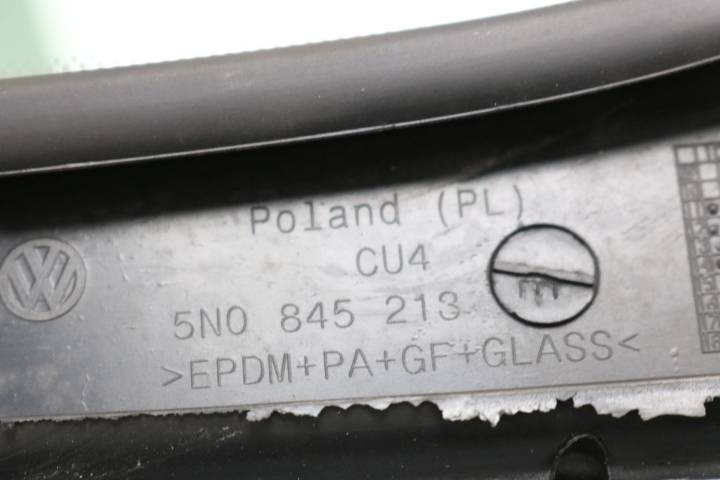 Poland (PL)
CU4
5N0 845 213
>EPDM+PA+GF+GLASS<